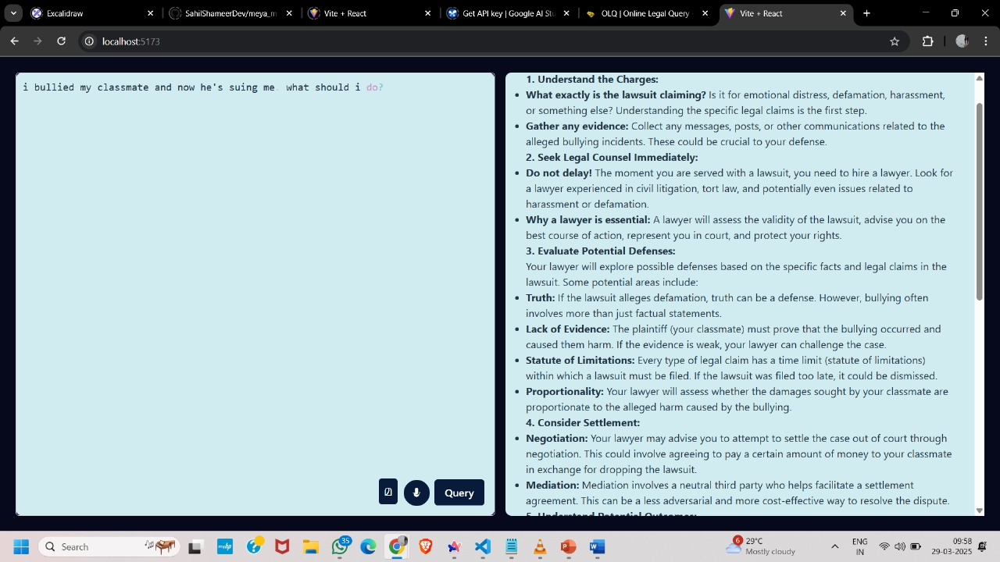 Excalidraw
SahilShameerDev/meya_m
Vite + React
Get API key | Google AI Stu
OLQ | Online Legal Query
Vite + React
localhost:5173
i bullied my classmate and now he's suing me. what should i do?
Query
1. Understand the Charges:
What exactly is the lawsuit claiming? Is it for emotional distress, defamation, harassment,
or something else? Understanding the specific legal claims is the first step.
Gather any evidence: Collect any messages, posts, or other communications related to the
alleged bullying incidents. These could be crucial to your defense.
2. Seek Legal Counsel Immediately:
Do not delay! The moment you are served with a lawsuit, you need to hire a lawyer. Look for
a lawyer experienced in civil litigation, tort law, and potentially even issues related to
harassment or defamation.
Why a lawyer is essential: A lawyer will assess the validity of the lawsuit, advise you on the
best course of action, represent you in court, and protect your rights.
3. Evaluate Potential Defenses:
Your lawyer will explore possible defenses based on the specific facts and legal claims in the
lawsuit. Some potential areas include:
Truth: If the lawsuit alleges defamation, truth can be a defense. However, bullying often
involves more than just factual statements.
Lack of Evidence: The plaintiff (your classmate) must prove that the bullying occurred and
caused them harm. If the evidence is weak, your lawyer can challenge the case.
Statute of Limitations: Every type of legal claim has a time limit (statute of limitations)
within which a lawsuit must be filed. If the lawsuit was filed too late, it could be dismissed.
Proportionality: Your lawyer will assess whether the damages sought by your classmate are
proportionate to the alleged harm caused by the bullying.
4. Consider Settlement:
Negotiation: Your lawyer may advise you to attempt to settle the case out of court through
negotiation. This could involve agreeing to pay a certain amount of money to your classmate
in exchange for dropping the lawsuit.
Mediation: Mediation involves a neutral third party who helps facilitate a settlement
agreement. This can be a less adversarial and more cost-effective way to resolve the dispute.
5. Understand Potential Outcomes:
Search
35
6
29°C
Mostly cloudy
ENG
IN
09:58
29-03-2025